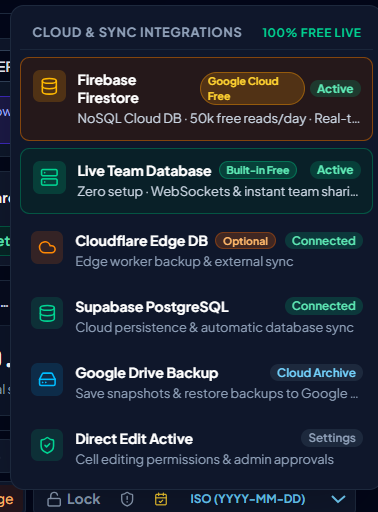 CLOUD & SYNC INTEGRATIONS 100% FREE LIVE
Firebase Firestore Google Cloud Free Active
NoSQL Cloud DB · 50k free reads/day · Real-t...
Live Team Database Built-in Free Active
Zero setup · WebSockets & instant team shari...
Cloudflare Edge DB Optional Connected
Edge worker backup & external sync
Supabase PostgreSQL Connected
Cloud persistence & automatic database sync
Google Drive Backup Cloud Archive
Save snapshots & restore backups to Google ...
Direct Edit Active Settings
Cell editing permissions & admin approvals
ge Lock ISO (YYYY-MM-DD)